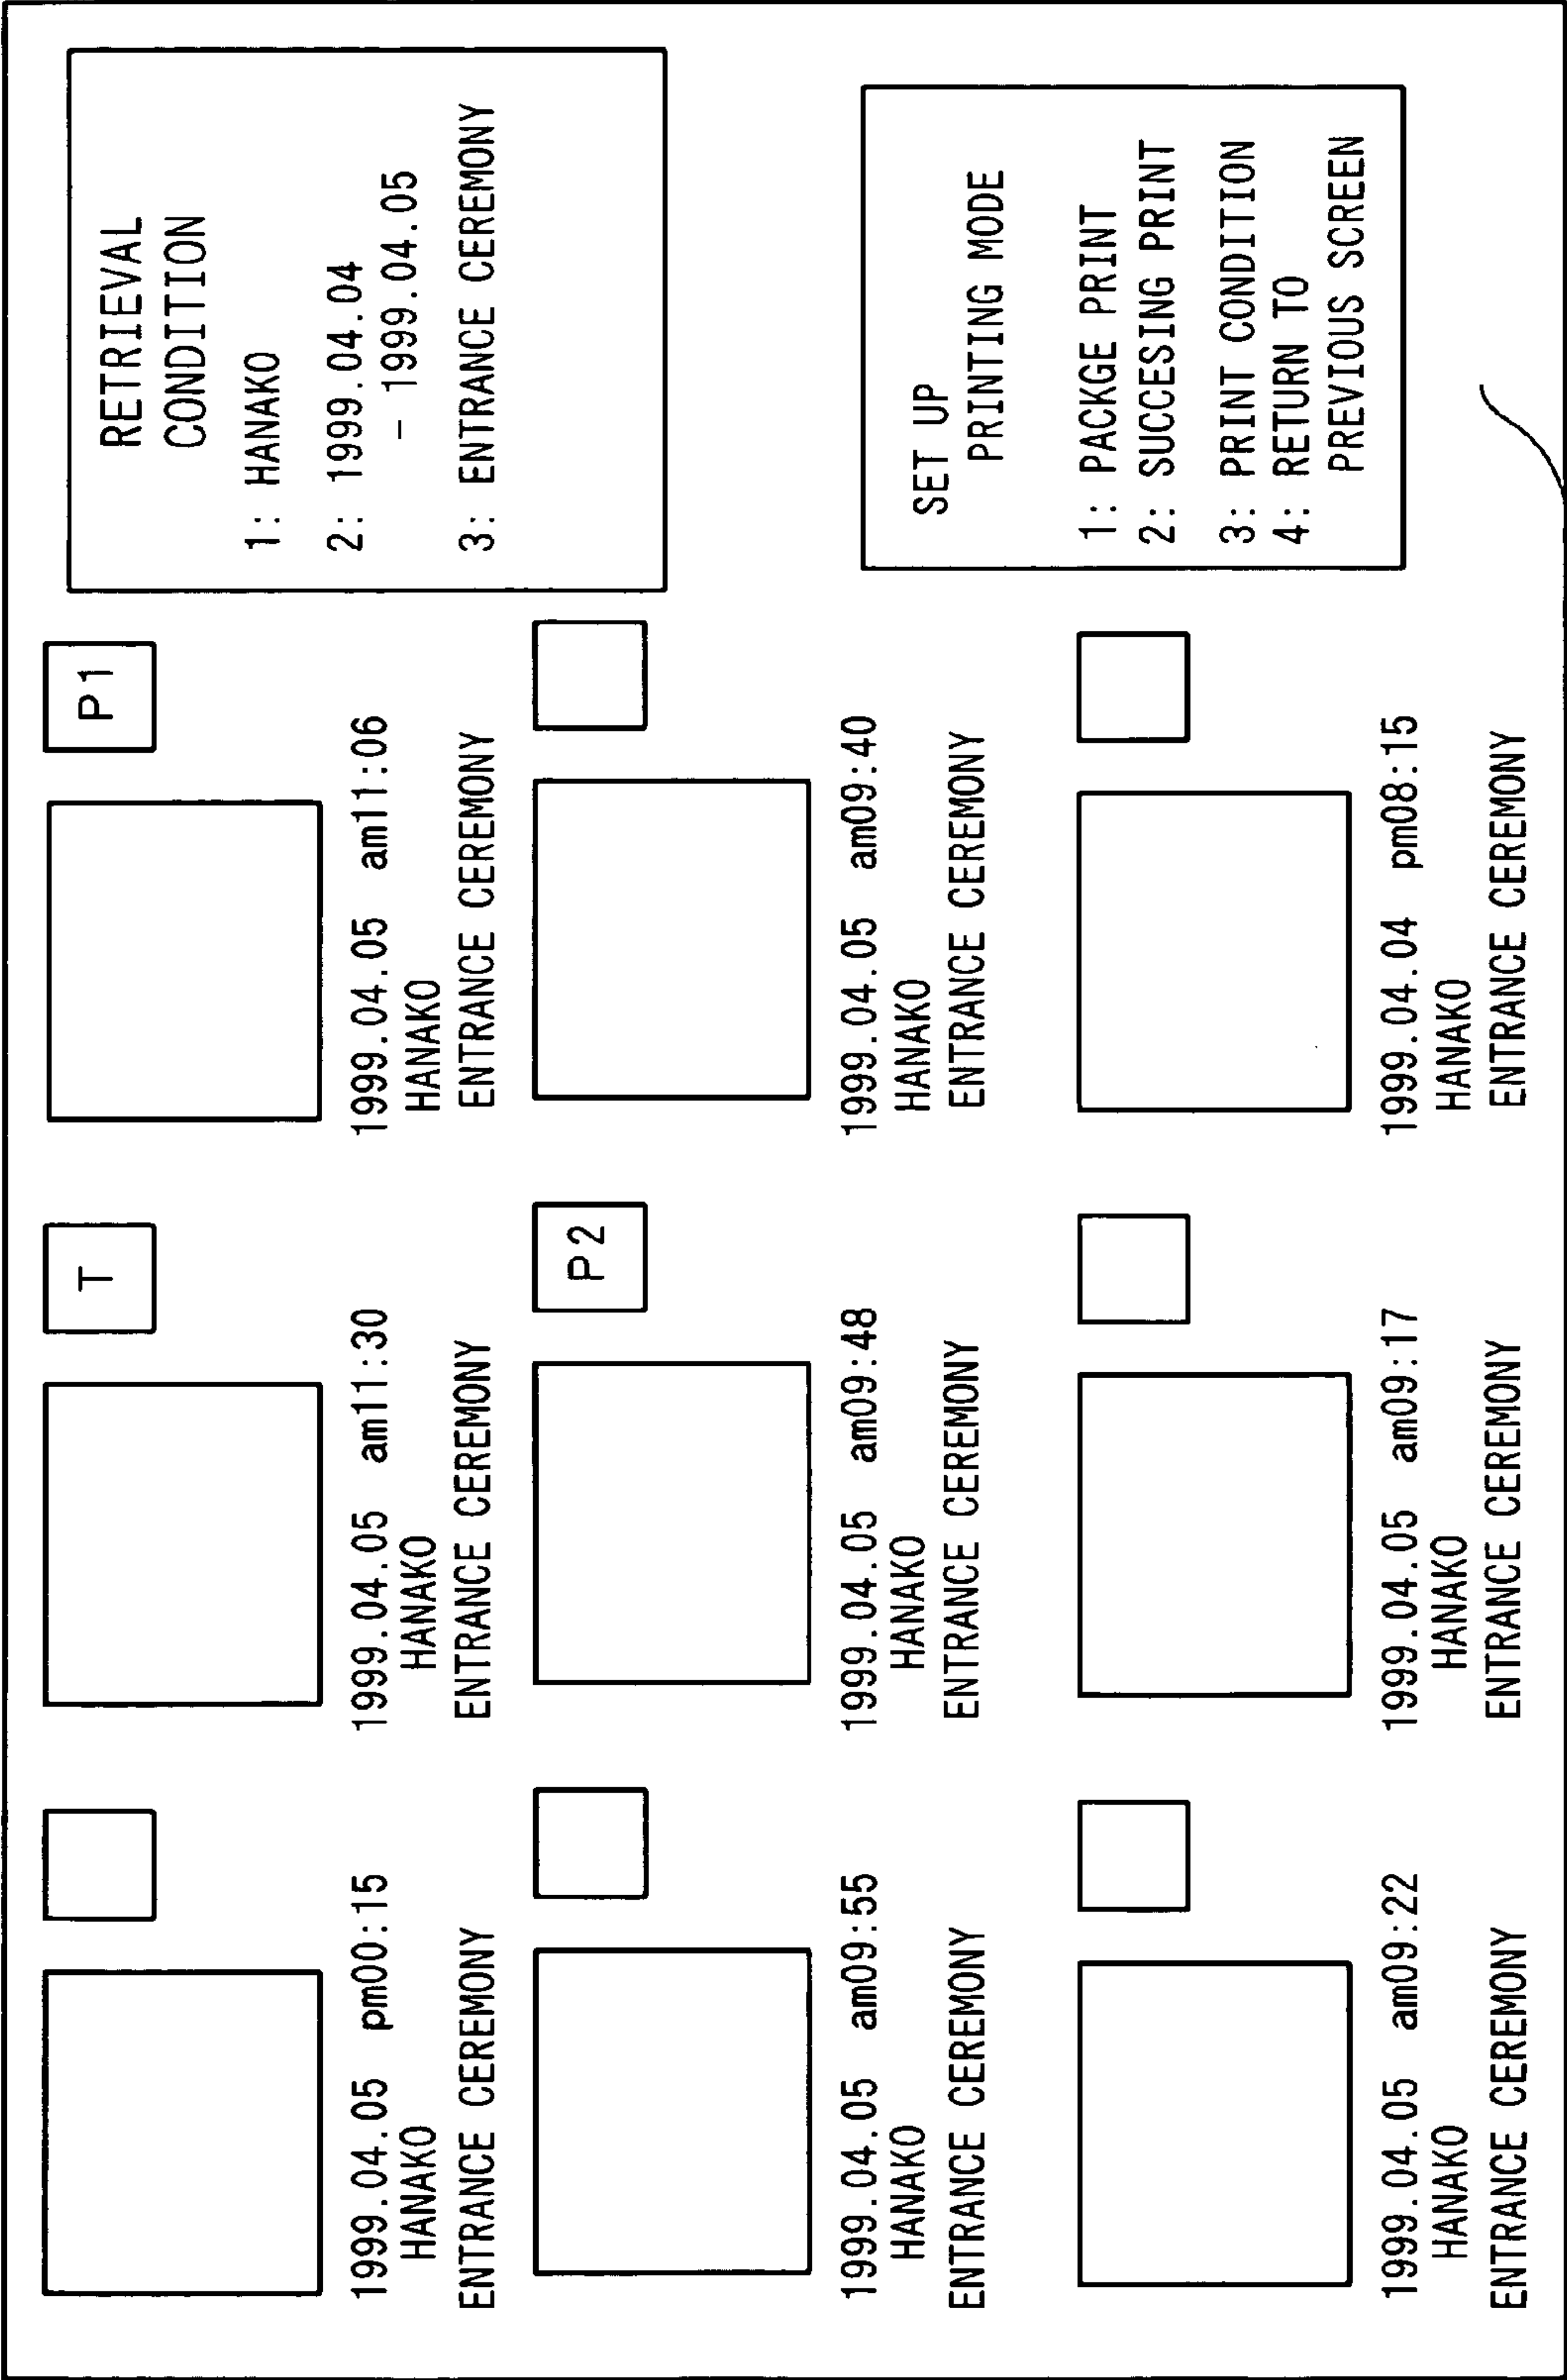 1999.04.05 pm00:15
HANAKO
ENTRANCE CEREMONY
T
1999.04.05 am11:30
HANAKO
ENTRANCE CEREMONY
P1
1999.04.05 am11:06
HANAKO
ENTRANCE CEREMONY
1999.04.05 am09:55
HANAKO
ENTRANCE CEREMONY
P2
1999.04.05 am09:48
HANAKO
ENTRANCE CEREMONY
1999.04.05 am09:40
HANAKO
ENTRANCE CEREMONY
1999.04.05 am09:22
HANAKO
ENTRANCE CEREMONY
1999.04.05 am09:17
HANAKO
ENTRANCE CEREMONY
1999.04.04 pm08:15
HANAKO
ENTRANCE CEREMONY
RETRIEVAL
CONDITION
1: HANAKO
2: 1999.04.04
- 1999.04.05
3: ENTRANCE CEREMONY
SET UP
PRINTING MODE
1: PACKGE PRINT
2: SUCCESING PRINT
3: PRINT CONDITION
4: RETURN TO
PREVIOUS SCREEN